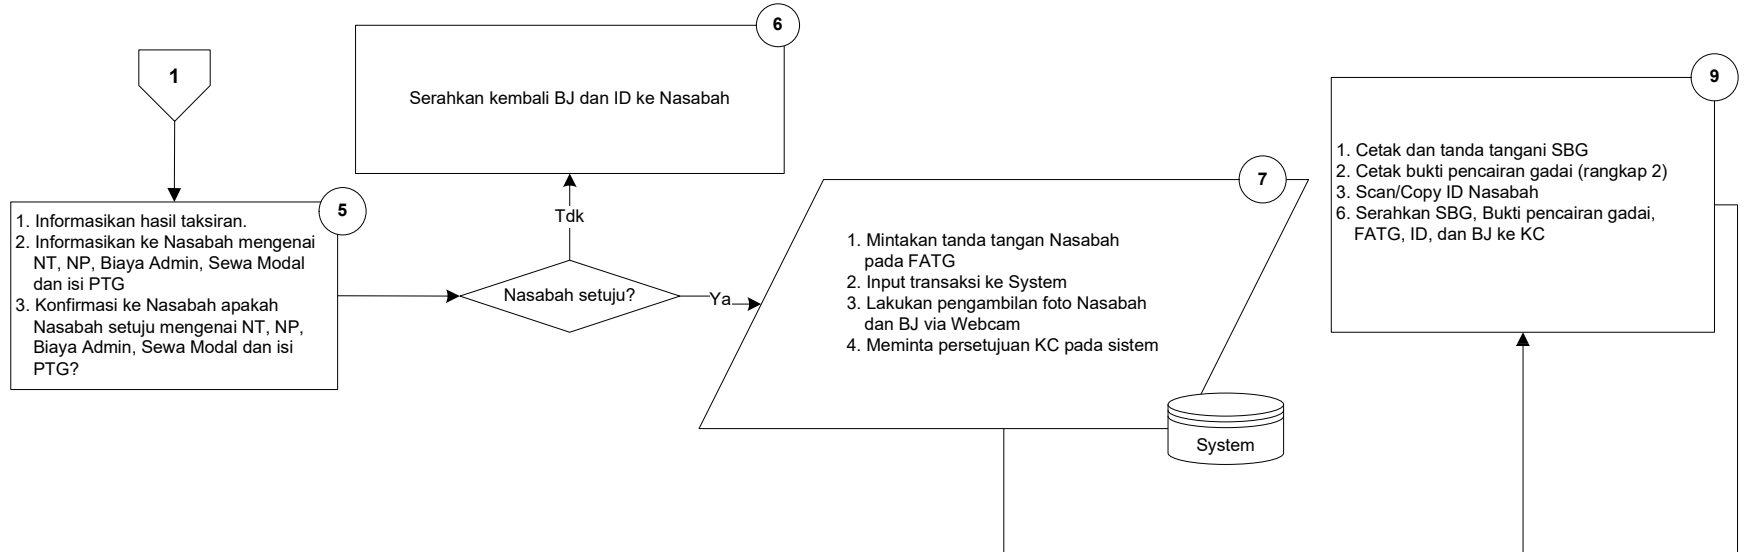 1
5
1. Informasikan hasil taksiran.
2. Informasikan ke Nasabah mengenai
NT, NP, Biaya Admin, Sewa Modal
dan isi PTG
3. Konfirmasi ke Nasabah apakah
Nasabah setuju mengenai NT, NP,
Biaya Admin, Sewa Modal dan isi
PTG?
6
Serahkan kembali BJ dan ID ke Nasabah
Tdk
Nasabah setuju?
Ya
7
1. Mintakan tanda tangan Nasabah
pada FATG
2. Input transaksi ke System
3. Lakukan pengambilan foto Nasabah
dan BJ via Webcam
4. Meminta persetujuan KC pada sistem
System
9
1. Cetak dan tanda tangani SBG
2. Cetak bukti pencairan gadai (rangkap 2)
3. Scan/Copy ID Nasabah
6. Serahkan SBG, Bukti pencairan gadai,
FATG, ID, dan BJ ke KC